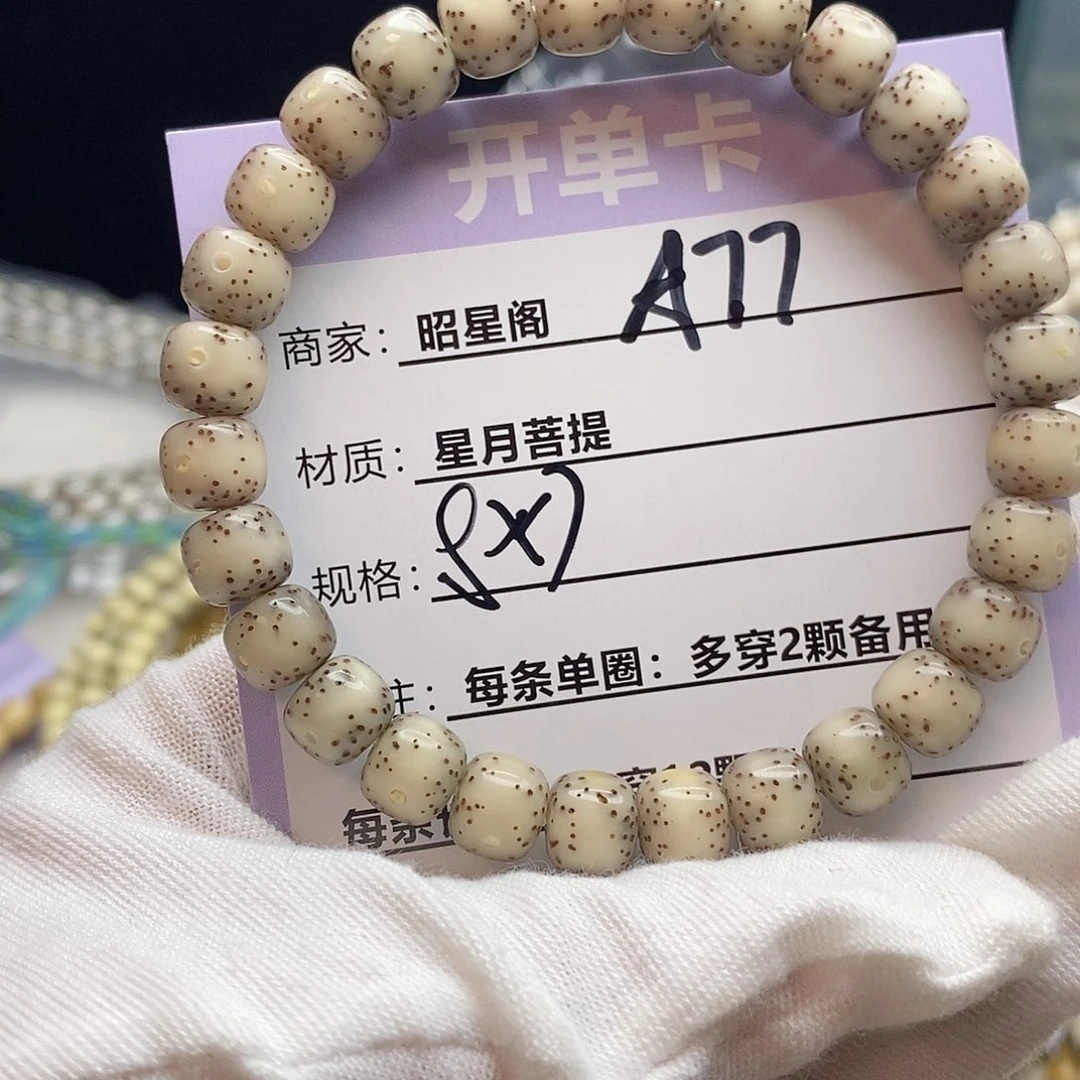 开单卡
商家：昭星阁 A77
材质：星月菩提
规格：8x7
主：每条单圈：多穿2颗备用